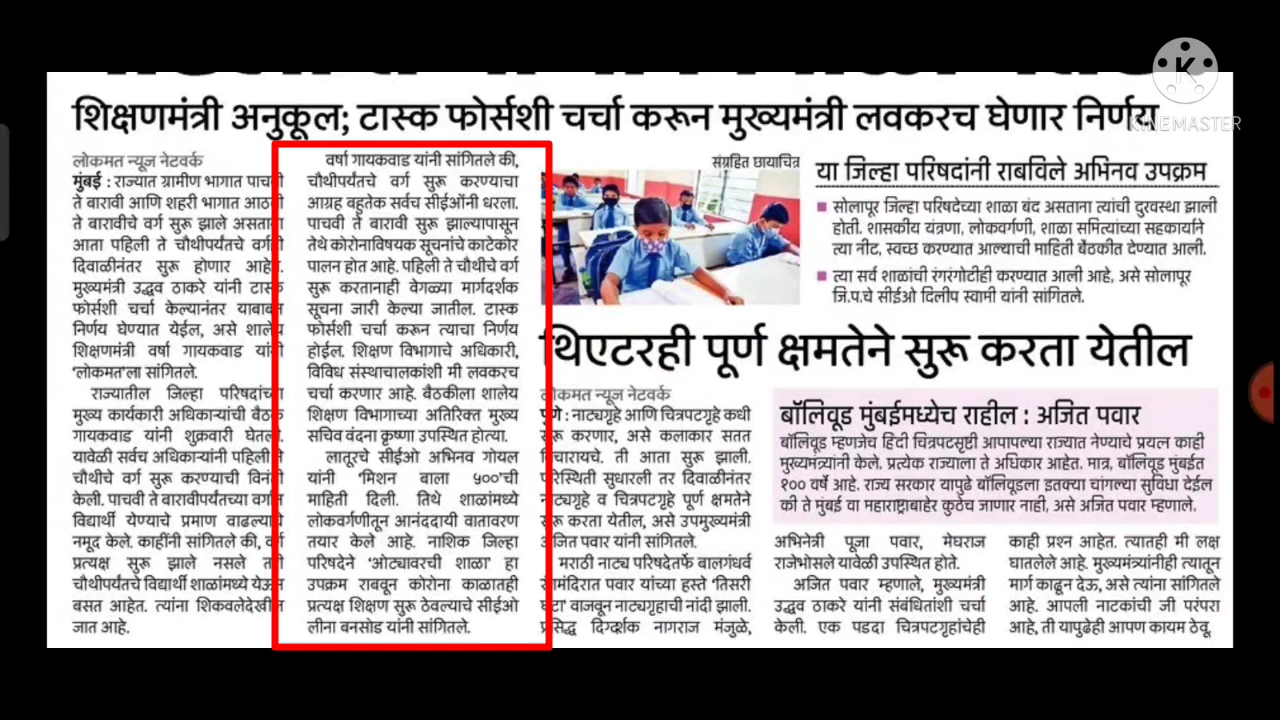 शिक्षणमंत्री अनुकूल; टास्क फोर्सशी चर्चा करून मुख्यमंत्री लवकरच घेणार निर्णय
लोकमत न्यूज नेटवर्क
मुंबई : राज्यात ग्रामीण भागात पाचवी
ते बारावी आणि शहरी भागात आठवी
ते बारावीचे वर्ग सुरू झाले असताना
आता पहिली ते चौथीपर्यंतचे वर्गही
दिवाळीनंतर सुरू होणार आहेत.
मुख्यमंत्री उद्धव ठाकरे यांनी टास्क
फोर्सशी चर्चा केल्यानंतर याबाबत
निर्णय घेण्यात येईल, असे शालेय
शिक्षणमंत्री वर्षा गायकवाड यांनी
‘लोकमत’ला सांगितले.
राज्यातील जिल्हा परिषदांच्या
मुख्य कार्यकारी अधिकाऱ्यांची बैठक
गायकवाड यांनी शुक्रवारी घेतली.
यावेळी सर्वच अधिकाऱ्यांनी पहिली ते
चौथीचे वर्ग सुरू करण्याची विनंती
केली. पाचवी ते बारावीपर्यंतच्या वर्गात
विद्यार्थी येण्याचे प्रमाण वाढल्याचे
नमूद केले. काहींनी सांगितले की, वर्ग
प्रत्यक्ष सुरू झाले नसले तरी
चौथीपर्यंतचे विद्यार्थी शाळांमध्ये येऊन
बसत आहेत. त्यांना शिकवलेदेखील
जात आहे.
वर्षा गायकवाड यांनी सांगितले की,
चौथीपर्यंतचे वर्ग सुरू करण्याचा
आग्रह बहुतेक सर्वच सीईओंनी धरला.
पाचवी ते बारावी सुरू झाल्यापासून
तेथे कोरोनाविषयक सूचनांचे काटेकोर
पालन होत आहे. पहिली ते चौथीचे वर्ग
सुरू करतानाही वेगळ्या मार्गदर्शक
सूचना जारी केल्या जातील. टास्क
फोर्सशी चर्चा करून त्याचा निर्णय
होईल. शिक्षण विभागाचे अधिकारी,
विविध संस्थाचालकांशी मी लवकरच
चर्चा करणार आहे. बैठकीला शालेय
शिक्षण विभागाच्या अतिरिक्त मुख्य
सचिव वंदना कृष्णा उपस्थित होत्या.
लातूरचे सीईओ अभिनव गोयल
यांनी ‘मिशन बाला ५००’ची
माहिती दिली. तिथे शाळांमध्ये
लोकवर्गणीतून आनंददायी वातावरण
तयार केले आहे. नाशिक जिल्हा
परिषदेने ‘ओट्यावरची शाळा’ हा
उपक्रम राबवून कोरोना काळातही
प्रत्यक्ष शिक्षण सुरू ठेवल्याचे सीईओ
लीना बनसोड यांनी सांगितले.
संग्रहित छायाचित्र
या जिल्हा परिषदांनी राबविले अभिनव उपक्रम
■ सोलापूर जिल्हा परिषदेच्या शाळा बंद असताना त्यांची दुरवस्था झाली
होती. शासकीय यंत्रणा, लोकवर्गणी, शाळा समित्यांच्या सहकार्याने
त्या नीट, स्वच्छ करण्यात आल्याची माहिती बैठकीत देण्यात आली.
■ त्या सर्व शाळांची रंगरंगोटीही करण्यात आली आहे, असे सोलापूर
जि.प.चे सीईओ दिलीप स्वामी यांनी सांगितले.
थिएटरही पूर्ण क्षमतेने सुरू करता येतील
लोकमत न्यूज नेटवर्क
पुणे : नाट्यगृहे आणि चित्रपटगृहे कधी
सुरू करणार, असे कलाकार सतत
विचारायचे. ती आता सुरू झाली.
परिस्थिती सुधारली तर दिवाळीनंतर
नाट्यगृहे व चित्रपटगृहे पूर्ण क्षमतेने
सुरू करता येतील, असे उपमुख्यमंत्री
अजित पवार यांनी सांगितले.
मराठी नाट्य परिषदेतर्फे बालगंधर्व
रंगमंदिरात पवार यांच्या हस्ते ‘तिसरी
घंटा’ वाजवून नाट्यगृहाची नांदी झाली.
प्रसिद्ध दिग्दर्शक नागराज मंजुळे,
बॉलिवूड मुंबईमध्येच राहील : अजित पवार
बॉलिवूड म्हणजेच हिंदी चित्रपटसृष्टी आपापल्या राज्यात नेण्याचे प्रयत्न काही
मुख्यमंत्र्यांनी केले. प्रत्येक राज्याला ते अधिकार आहेत. मात्र, बॉलिवूड मुंबईत
१०० वर्षे आहे. राज्य सरकार यापुढे बॉलिवूडला इतक्या चांगल्या सुविधा देईल
की ते मुंबई वा महाराष्ट्राबाहेर कुठेच जाणार नाही, असे अजित पवार म्हणाले.
अभिनेत्री पूजा पवार, मेघराज
राजेभोसले यावेळी उपस्थित होते.
अजित पवार म्हणाले, मुख्यमंत्री
उद्धव ठाकरे यांनी संबंधितांशी चर्चा
केली. एक पडदा चित्रपटगृहांचेही
काही प्रश्न आहेत. त्यातही मी लक्ष
घातलेले आहे. मुख्यमंत्र्यांनीही त्यातून
मार्ग काढून देऊ, असे त्यांना सांगितले
आहे. आपली नाटकांची जी परंपरा
आहे, ती यापुढेही आपण कायम ठेवू.
K
KINEMASTER